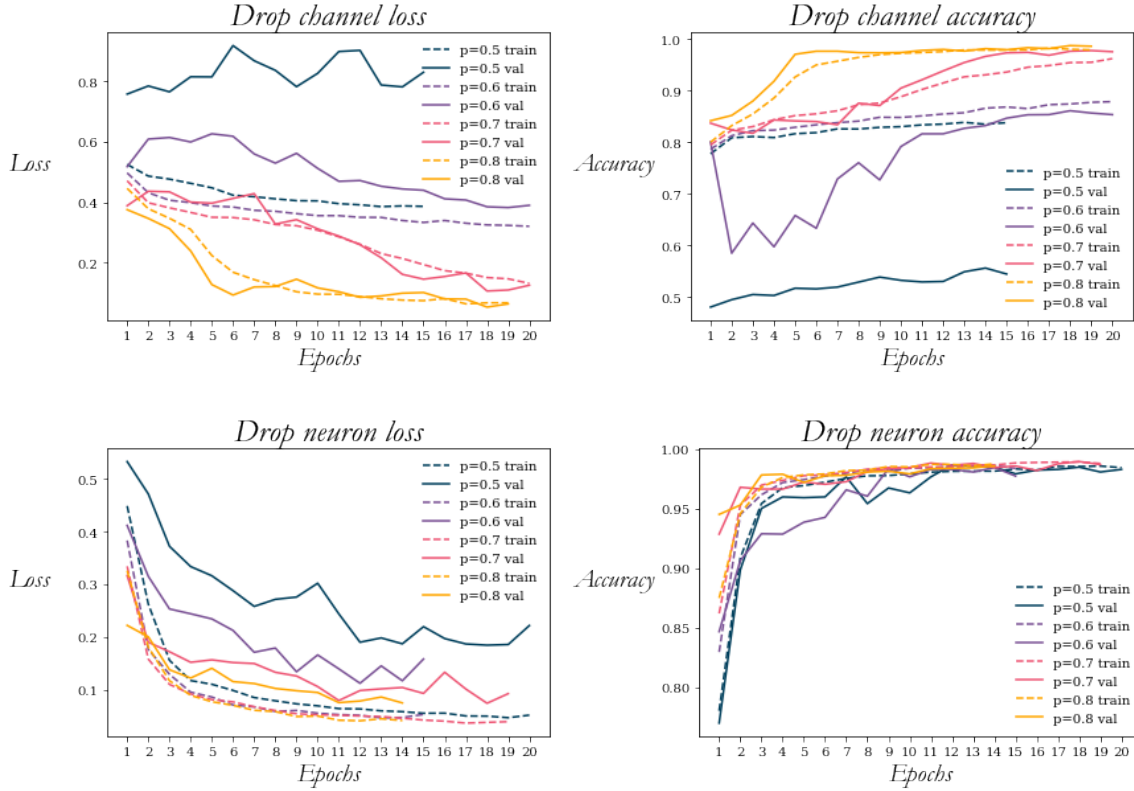 Drop channel loss
p=0.5 train
p=0.5 val
p=0.6 train
p=0.6 val
p=0.7 train
p=0.7 val
p=0.8 train
p=0.8 val
0.8
0.6
0.4
0.2
Loss
1 2 3 4 5 6 7 8 9 10 11 12 13 14 15 16 17 18 19 20
Epochs
Drop channel accuracy
1.0
0.9
0.8
0.7
0.6
0.5
Accuracy
p=0.5 train
p=0.5 val
p=0.6 train
p=0.6 val
p=0.7 train
p=0.7 val
p=0.8 train
p=0.8 val
1 2 3 4 5 6 7 8 9 10 11 12 13 14 15 16 17 18 19 20
Epochs
Drop neuron loss
p=0.5 train
p=0.5 val
p=0.6 train
p=0.6 val
p=0.7 train
p=0.7 val
p=0.8 train
p=0.8 val
0.5
0.4
0.3
0.2
0.1
Loss
1 2 3 4 5 6 7 8 9 10 11 12 13 14 15 16 17 18 19 20
Epochs
Drop neuron accuracy
1.00
0.95
0.90
0.85
0.80
Accuracy
p=0.5 train
p=0.5 val
p=0.6 train
p=0.6 val
p=0.7 train
p=0.7 val
p=0.8 train
p=0.8 val
1 2 3 4 5 6 7 8 9 10 11 12 13 14 15 16 17 18 19 20
Epochs